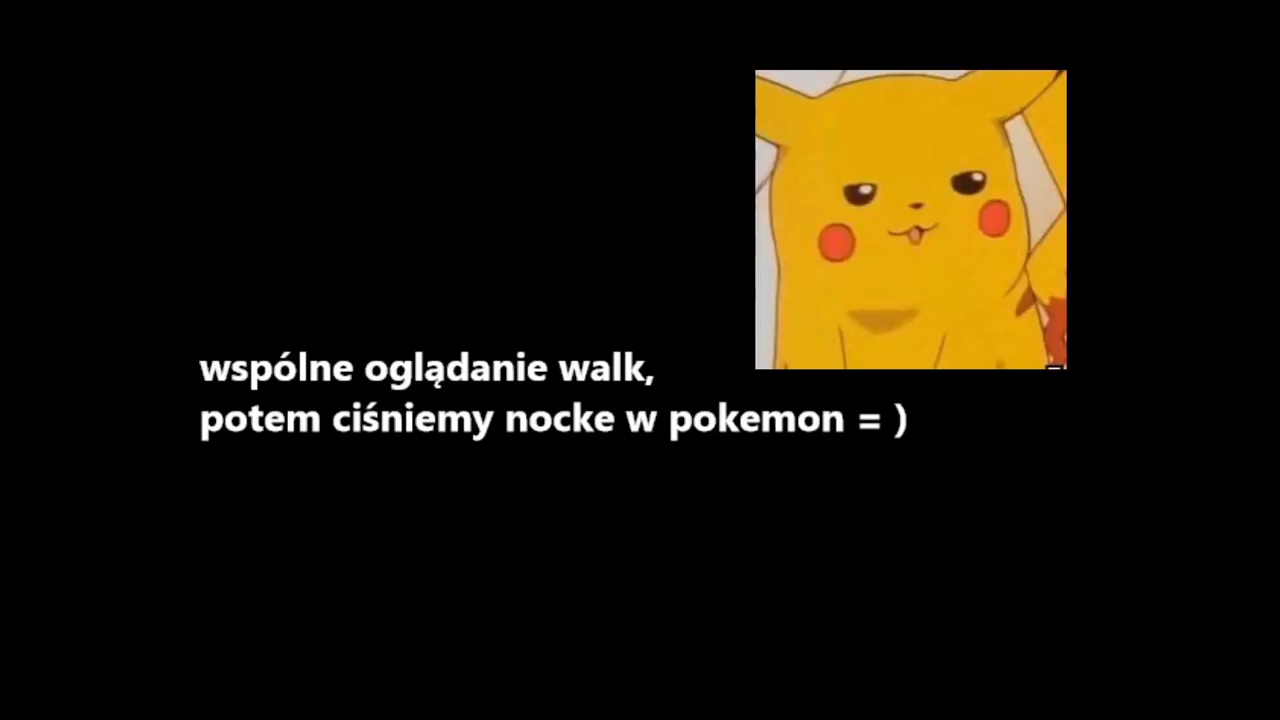 wspólne oglądanie walk,
potem ciśniemy nocke w pokemon = )